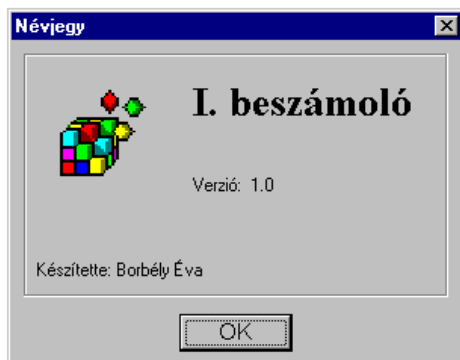 Névjegy
I. beszámoló
Verzió: 1.0
Készítette: Borbély Éva
OK